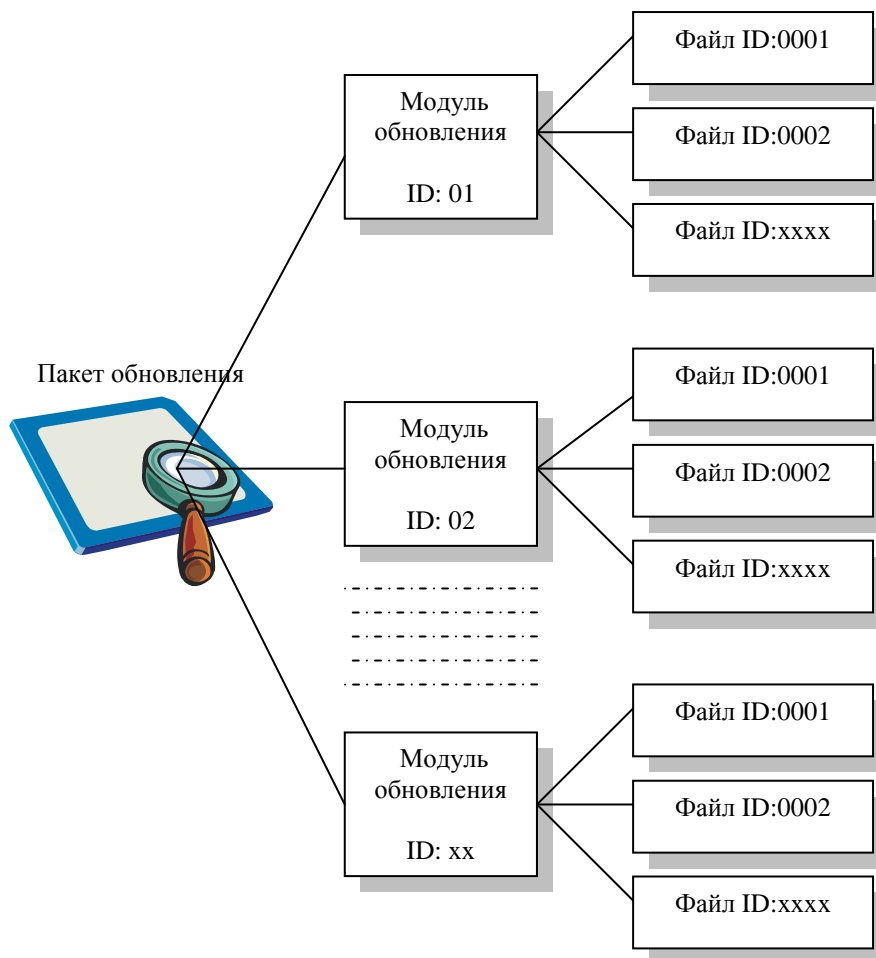 Пакет обновления
Модуль
обновления
ID: 01
Файл ID:0001
Файл ID:0002
Файл ID:xxxx
Модуль
обновления
ID: 02
Файл ID:0001
Файл ID:0002
Файл ID:xxxx
Модуль
обновления
ID: xx
Файл ID:0001
Файл ID:0002
Файл ID:xxxx